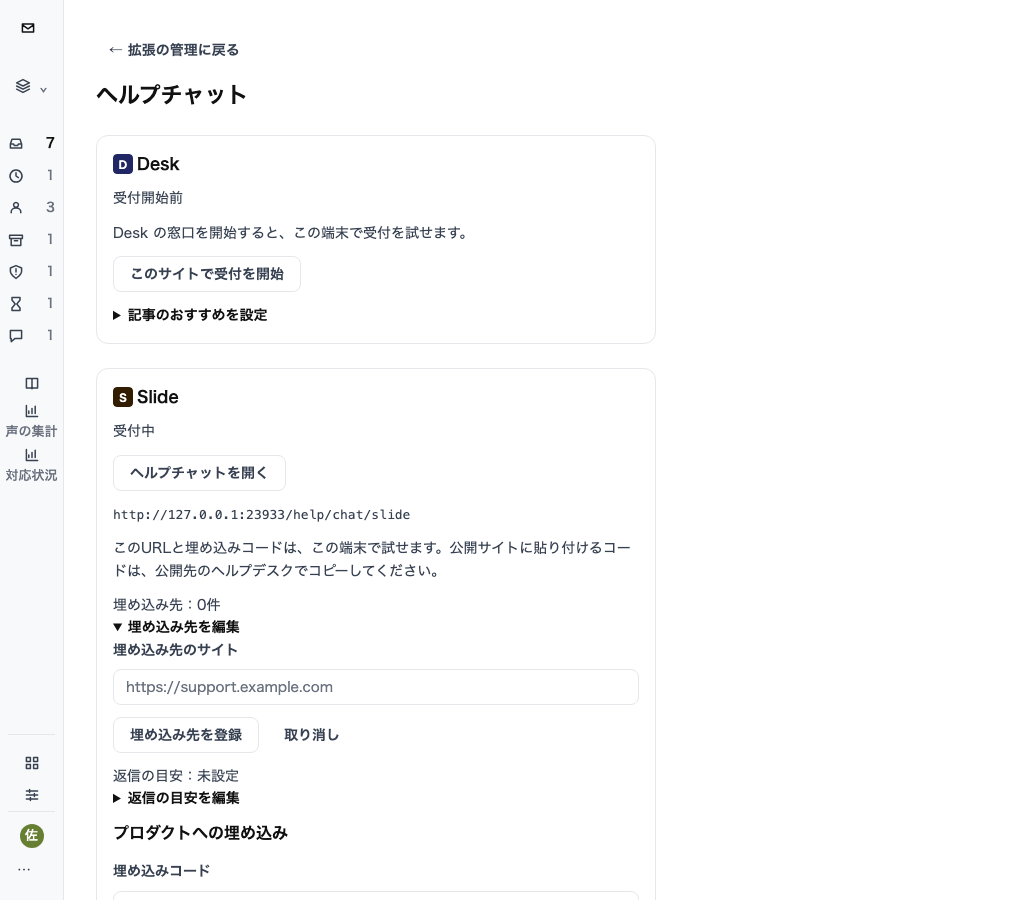 ← 拡張の管理に戻る
ヘルプチャット
D Desk
受付開始前
Desk の窓口を開始すると、この端末で受付を試せます。
このサイトで受付を開始
▶ 記事のおすすめを設定
S Slide
受付中
ヘルプチャットを開く
http://127.0.0.1:23933/help/chat/slide
このURLと埋め込みコードは、この端末で試せます。公開サイトに貼り付けるコー
ドは、公開先のヘルプデスクでコピーしてください。
埋め込み先：0件
▼ 埋め込み先を編集
埋め込み先のサイト
https://support.example.com
埋め込み先を登録 取り消し
返信の目安：未設定
▶ 返信の目安を編集
プロダクトへの埋め込み
埋め込みコード
7
1
3
1
1
1
1
声の集計
対応状況
佐
…